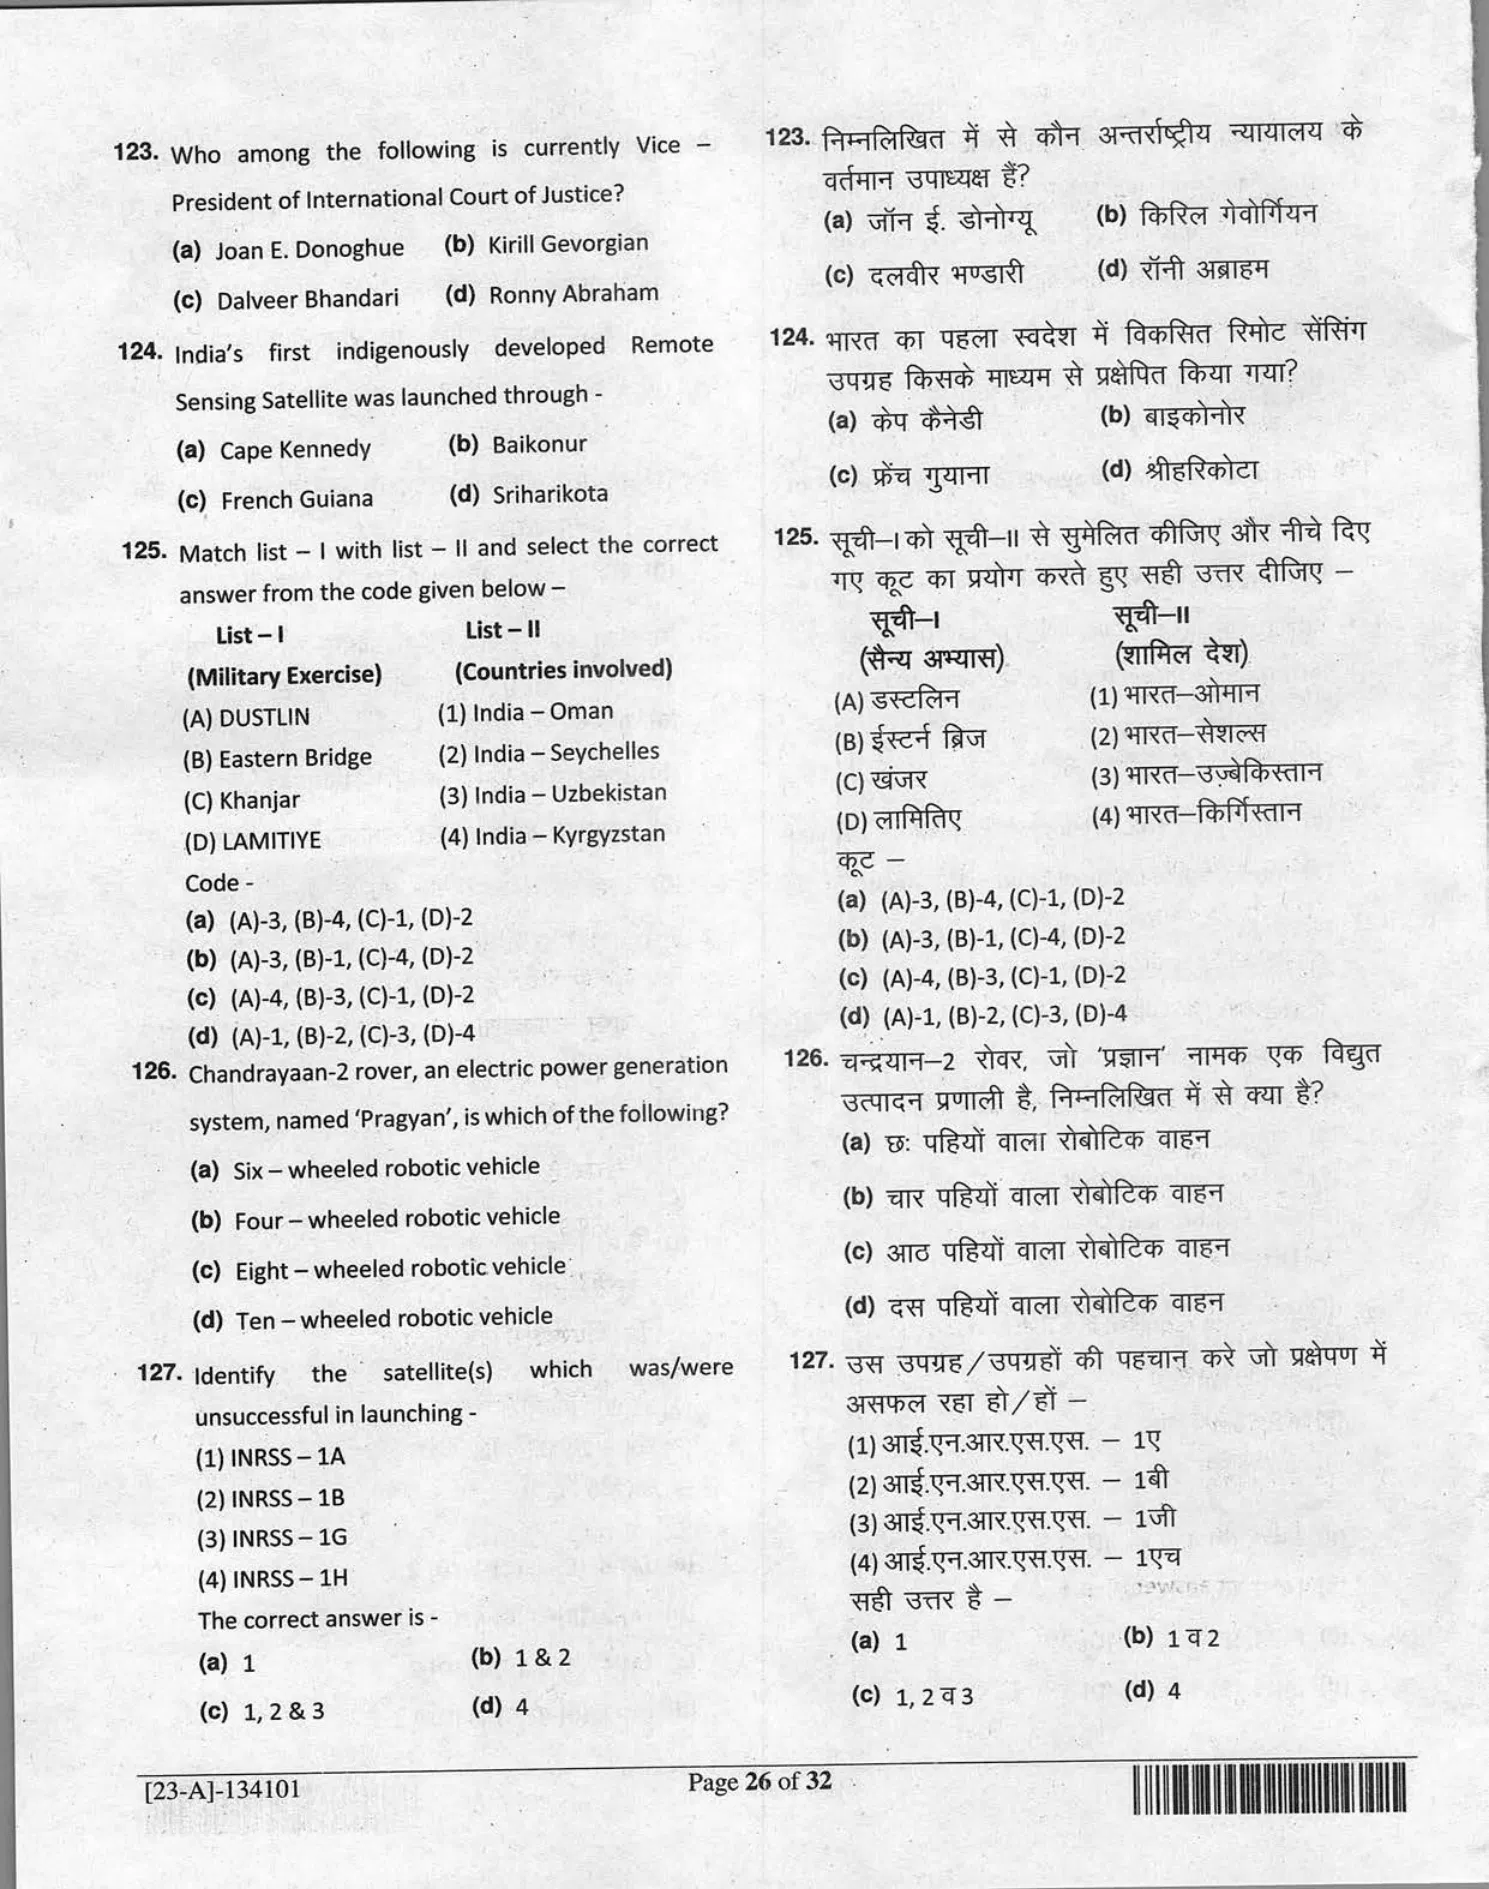 123. Who among the following is currently Vice –
President of International Court of Justice?
(a) Joan E. Donoghue (b) Kirill Gevorgian
(c) Dalveer Bhandari (d) Ronny Abraham
124. India's first indigenously developed Remote
Sensing Satellite was launched through -
(a) Cape Kennedy (b) Baikonur
(c) French Guiana (d) Sriharikota
125. Match list – I with list – II and select the correct
answer from the code given below –
List – I List – II
(Military Exercise) (Countries involved)
(A) DUSTLIN (1) India – Oman
(B) Eastern Bridge (2) India – Seychelles
(C) Khanjar (3) India – Uzbekistan
(D) LAMITIYE (4) India – Kyrgyzstan
Code -
(a) (A)-3, (B)-4, (C)-1, (D)-2
(b) (A)-3, (B)-1, (C)-4, (D)-2
(c) (A)-4, (B)-3, (C)-1, (D)-2
(d) (A)-1, (B)-2, (C)-3, (D)-4
126. Chandrayaan-2 rover, an electric power generation
system, named 'Pragyan', is which of the following?
(a) Six – wheeled robotic vehicle
(b) Four – wheeled robotic vehicle
(c) Eight – wheeled robotic vehicle
(d) Ten – wheeled robotic vehicle
127. Identify the satellite(s) which was/were
unsuccessful in launching -
(1) INRSS – 1A
(2) INRSS – 1B
(3) INRSS – 1G
(4) INRSS – 1H
The correct answer is -
(a) 1 (b) 1 & 2
(c) 1, 2 & 3 (d) 4
123. निम्नलिखित में से कौन अन्तर्राष्ट्रीय न्यायालय के
वर्तमान उपाध्यक्ष हैं?
(a) जॉन ई. डोनोग्यू (b) किरिल गेवोर्गियन
(c) दलवीर भण्डारी (d) रॉनी अब्राहम
124. भारत का पहला स्वदेश में विकसित रिमोट सेंसिंग
उपग्रह किसके माध्यम से प्रक्षेपित किया गया?
(a) केप कैनेडी (b) बाइकोनोर
(c) फ्रेंच गुयाना (d) श्रीहरिकोटा
125. सूची–I को सूची–II से सुमेलित कीजिए और नीचे दिए
गए कूट का प्रयोग करते हुए सही उत्तर दीजिए –
सूची–I सूची–II
(सैन्य अभ्यास) (शामिल देश)
(A) डस्टलिन (1) भारत–ओमान
(B) ईस्टर्न ब्रिज (2) भारत–सेशल्स
(C) खंजर (3) भारत–उज़्बेकिस्तान
(D) लामितिए (4) भारत–किर्गिस्तान
कूट –
(a) (A)-3, (B)-4, (C)-1, (D)-2
(b) (A)-3, (B)-1, (C)-4, (D)-2
(c) (A)-4, (B)-3, (C)-1, (D)-2
(d) (A)-1, (B)-2, (C)-3, (D)-4
126. चन्द्रयान–2 रोवर, जो 'प्रज्ञान' नामक एक विद्युत
उत्पादन प्रणाली है, निम्नलिखित में से क्या है?
(a) छः पहियों वाला रोबोटिक वाहन
(b) चार पहियों वाला रोबोटिक वाहन
(c) आठ पहियों वाला रोबोटिक वाहन
(d) दस पहियों वाला रोबोटिक वाहन
127. उस उपग्रह/उपग्रहों की पहचान करे जो प्रक्षेपण में
असफल रहा हो/हों –
(1) आई.एन.आर.एस.एस. – 1ए
(2) आई.एन.आर.एस.एस. – 1बी
(3) आई.एन.आर.एस.एस. – 1जी
(4) आई.एन.आर.एस.एस. – 1एच
सही उत्तर है –
(a) 1 (b) 1 व 2
(c) 1, 2 व 3 (d) 4
[23-A]-134101 Page 26 of 32